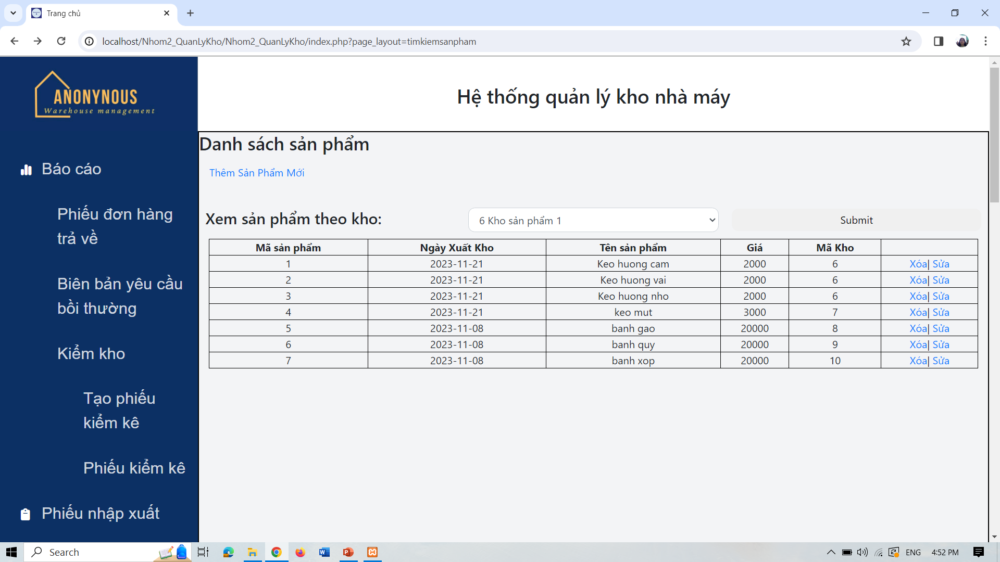 Trang chủ
localhost/Nhom2_QuanLyKho/Nhom2_QuanLyKho/index.php?page_layout=timkiemsanpham
ANONYNOUS
Warehouse management
Hệ thống quản lý kho nhà máy
Báo cáo
Phiếu đơn hàng
trả về
Biên bản yêu cầu
bồi thường
Kiểm kho
Tạo phiếu
kiểm kê
Phiếu kiểm kê
Phiếu nhập xuất
Danh sách sản phẩm
Thêm Sản Phẩm Mới
Xem sản phẩm theo kho: 6 Kho sản phẩm 1 Submit
Mã sản phẩm Ngày Xuất Kho Tên sản phẩm Giá Mã Kho
1 2023-11-21 Keo huong cam 2000 6 Xóa| Sửa
2 2023-11-21 Keo huong vai 2000 6 Xóa| Sửa
3 2023-11-21 Keo huong nho 2000 6 Xóa| Sửa
4 2023-11-21 keo mut 3000 7 Xóa| Sửa
5 2023-11-08 banh gao 20000 8 Xóa| Sửa
6 2023-11-08 banh quy 20000 9 Xóa| Sửa
7 2023-11-08 banh xop 20000 10 Xóa| Sửa
Search ENG 4:52 PM